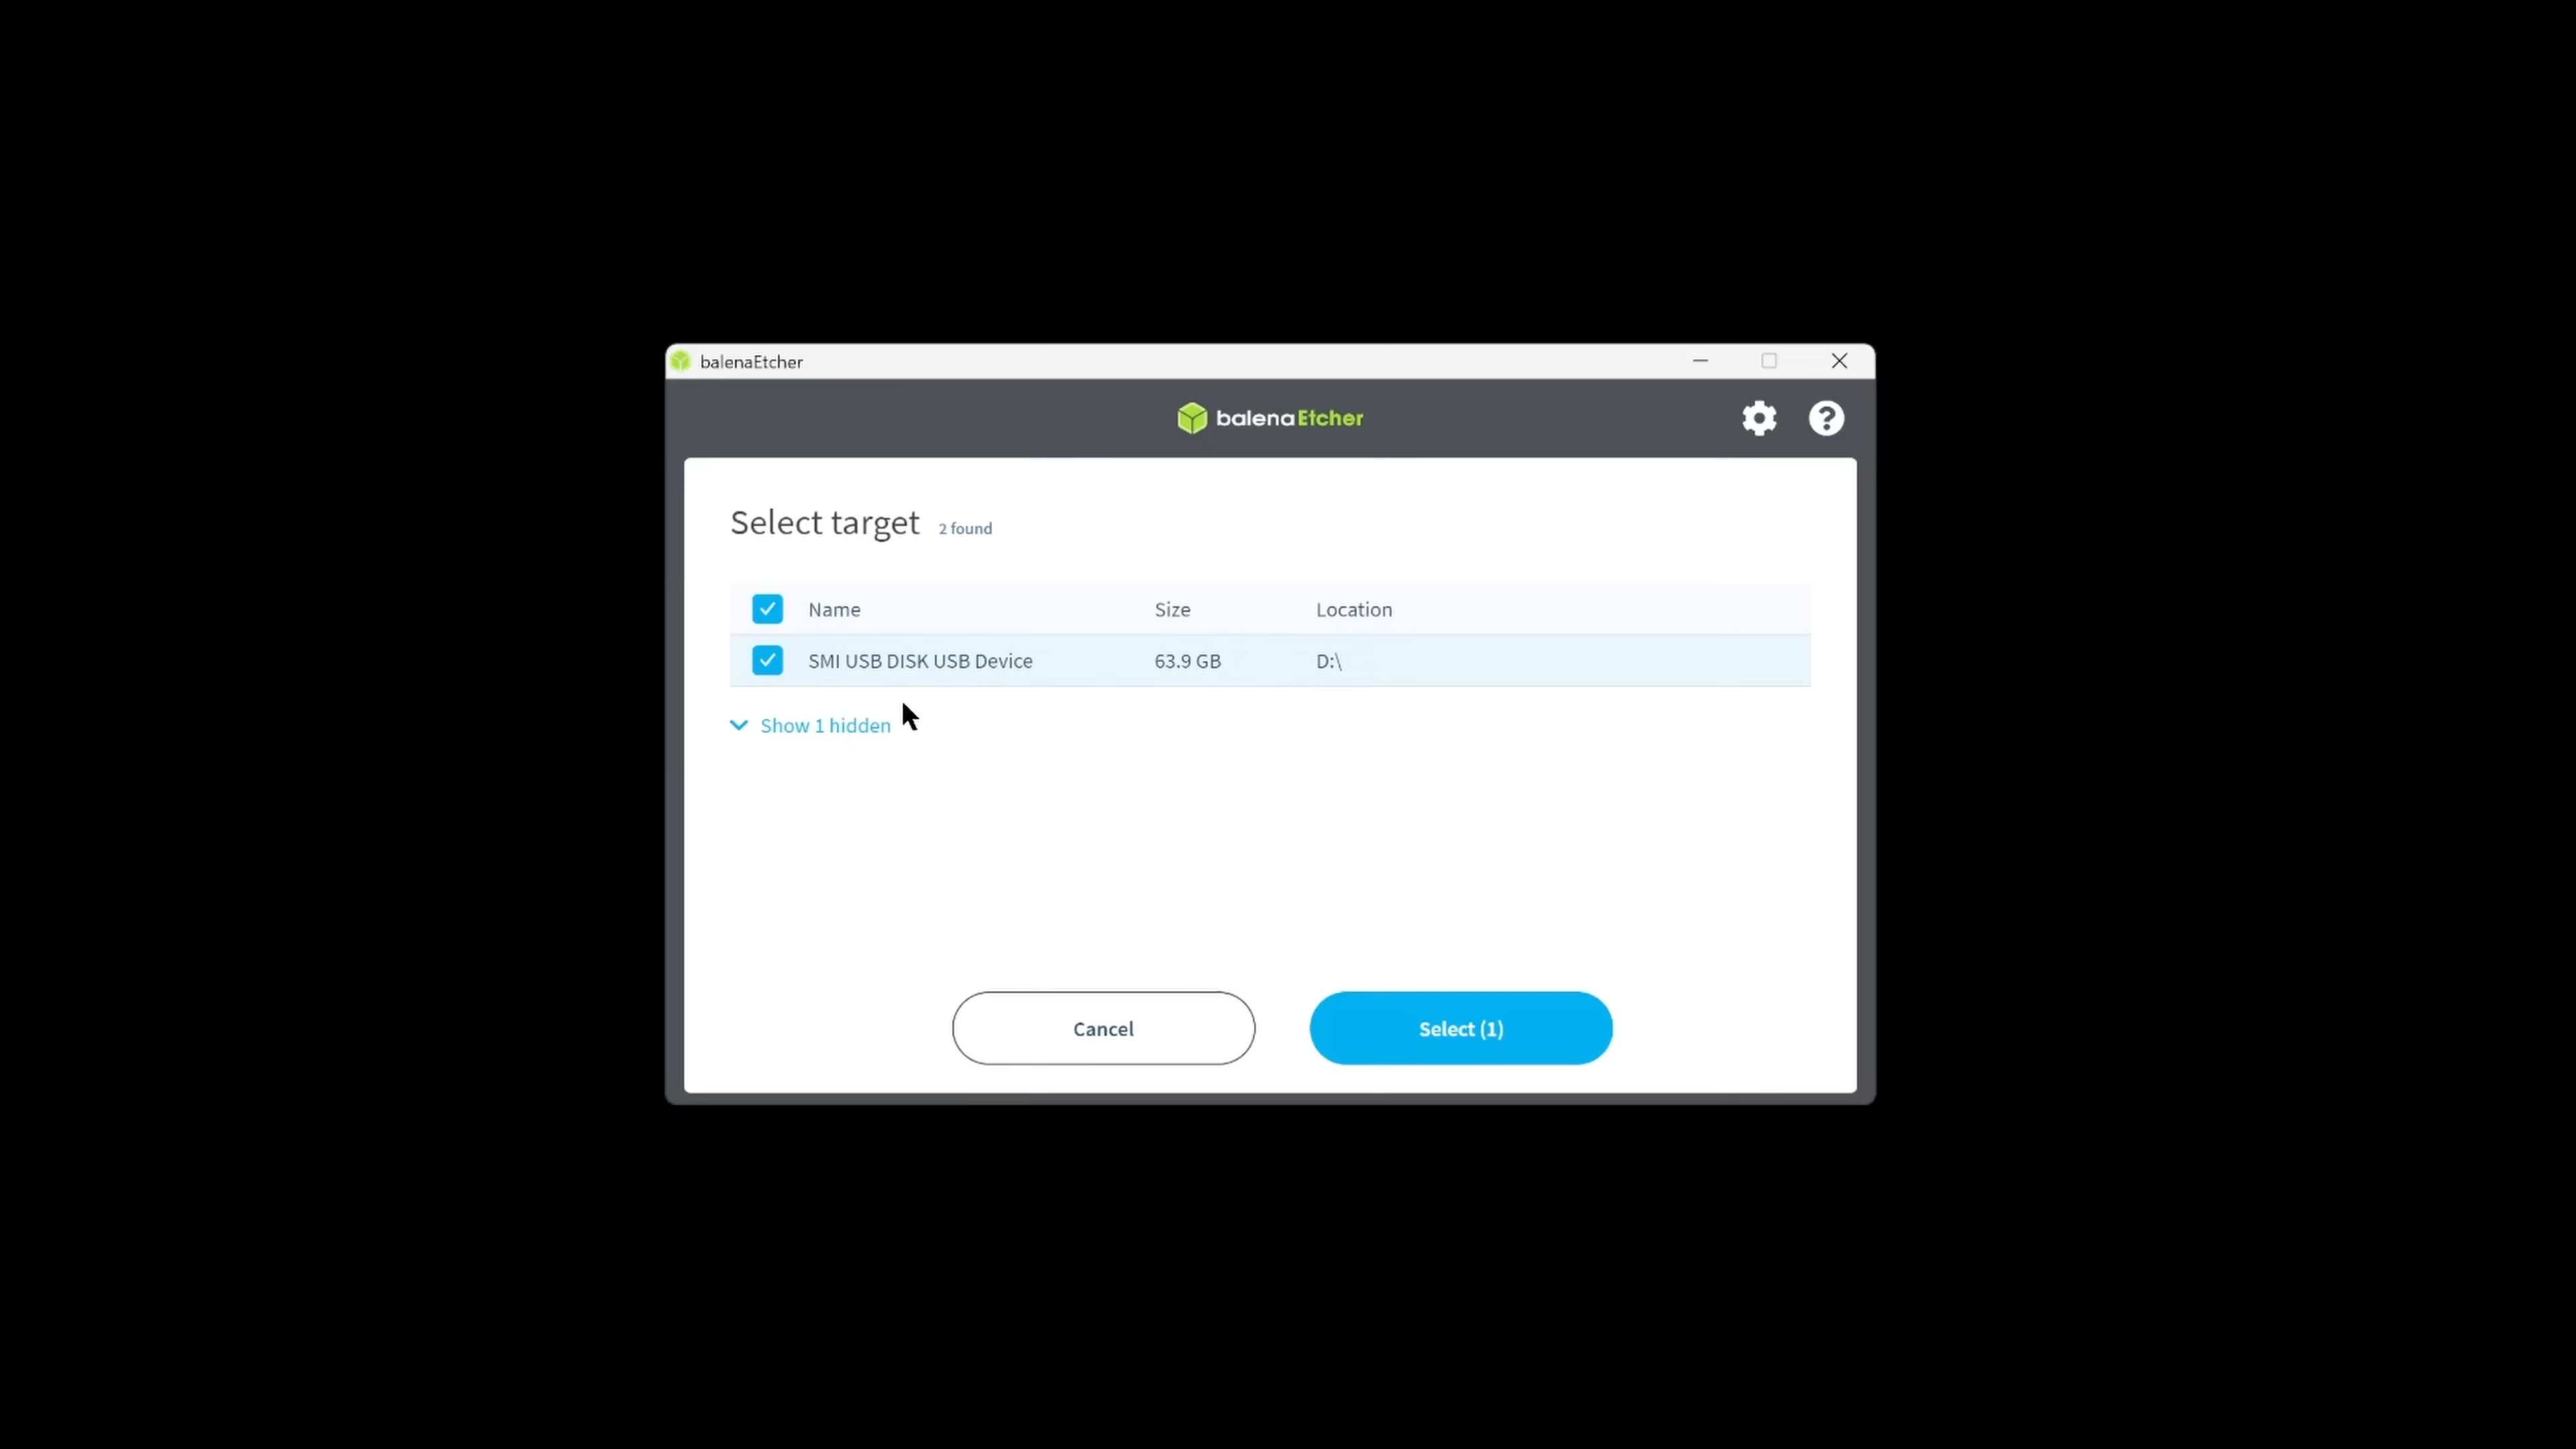 balenaEtcher
balenaEtcher
Select target 2 found
Name Size Location
SMI USB DISK USB Device 63.9 GB D:\
Show 1 hidden
Cancel Select (1)